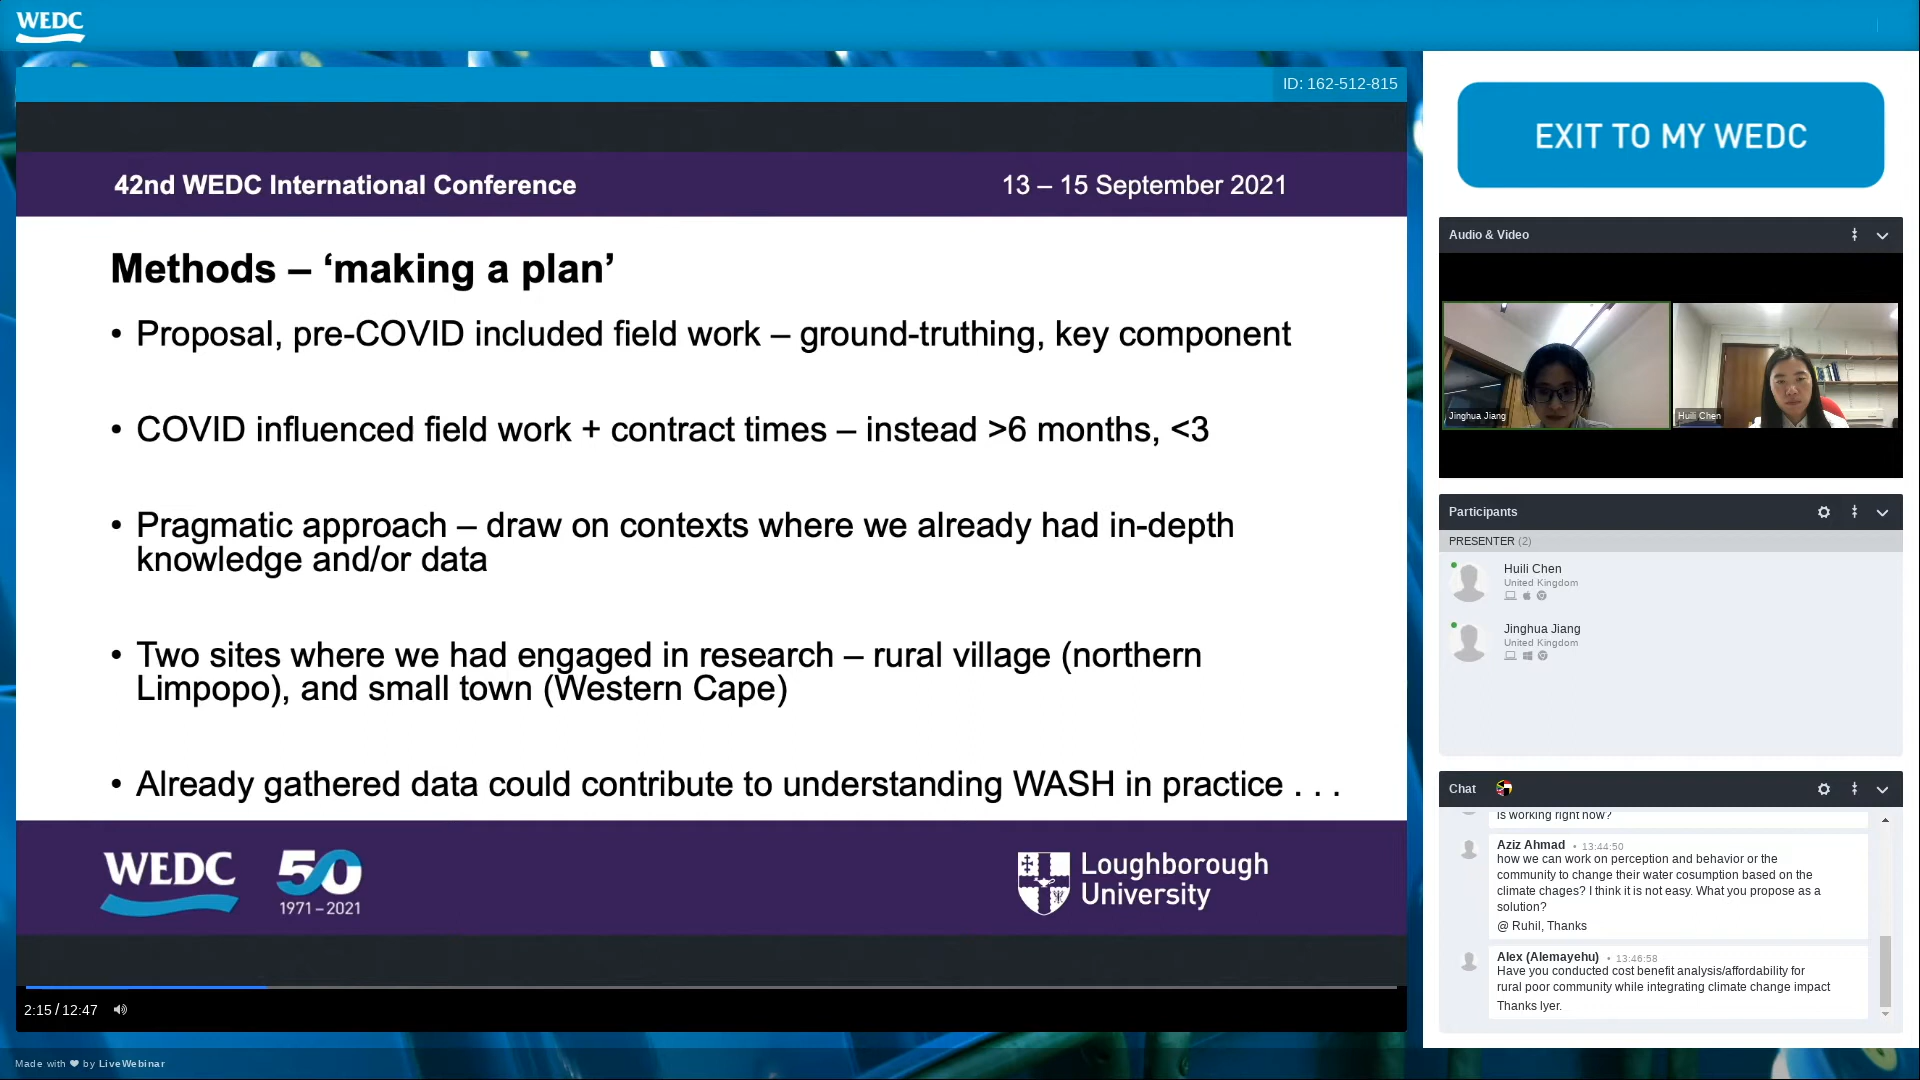 WEDC
ID: 162-512-815
42nd WEDC International Conference
13 – 15 September 2021
Methods – ‘making a plan’
• Proposal, pre-COVID included field work – ground-truthing, key component
• COVID influenced field work + contract times – instead >6 months, <3
• Pragmatic approach – draw on contexts where we already had in-depth
knowledge and/or data
• Two sites where we had engaged in research – rural village (northern
Limpopo), and small town (Western Cape)
• Already gathered data could contribute to understanding WASH in practice . . .
WEDC
50
1971 – 2021
Loughborough
University
2:15 / 12:47
Made with ❤ by LiveWebinar
EXIT TO MY WEDC
Audio & Video
Jinghua Jiang
Huili Chen
Participants
PRESENTER (2)
Huili Chen
United Kingdom
Jinghua Jiang
United Kingdom
Chat
is working right now?
Aziz Ahmad • 13:44:50
how we can work on perception and behavior or the
community to change their water cosumption based on the
climate chages? I think it is not easy. What you propose as a
solution?
@ Ruhil, Thanks
Alex (Alemayehu) • 13:46:58
Have you conducted cost benefit analysis/affordability for
rural poor community while integrating climate change impact
Thanks lyer.